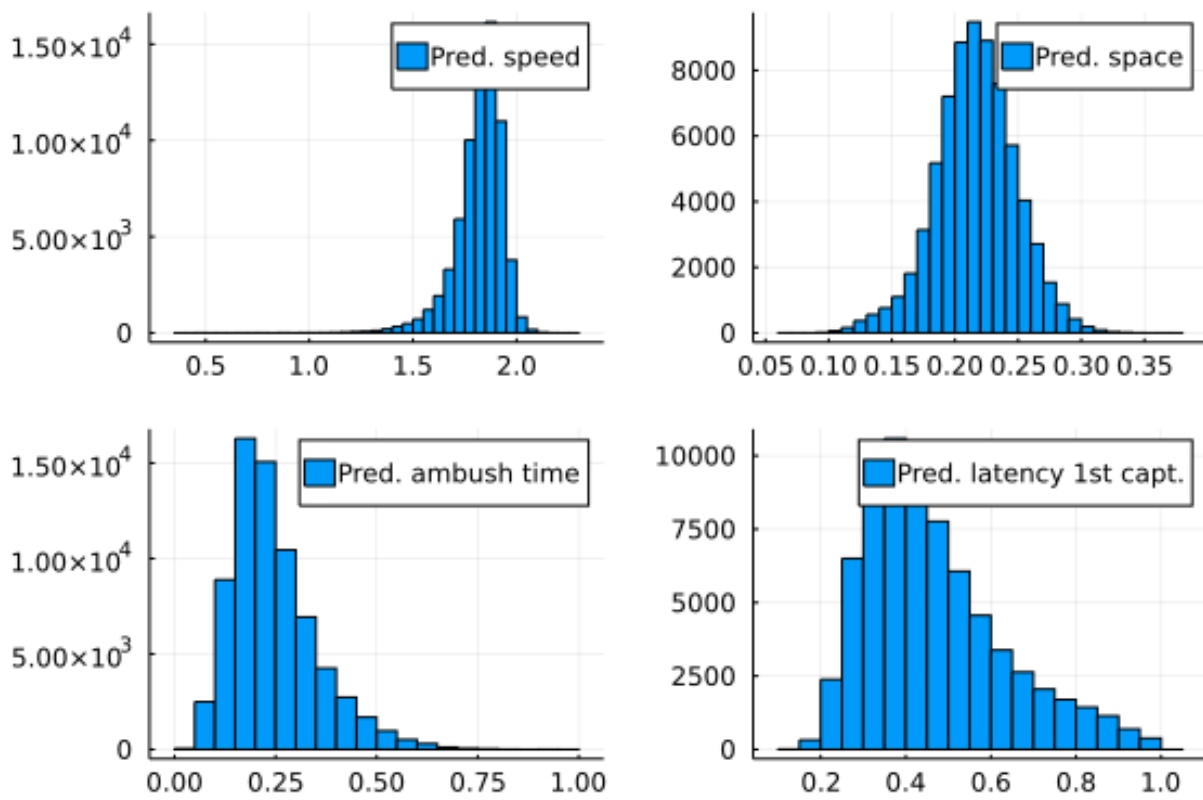 1.50×10⁴
1.00×10⁴
5.00×10³
0
0.5 1.0 1.5 2.0
Pred. speed
8000
6000
4000
2000
0
0.05 0.10 0.15 0.20 0.25 0.30 0.35
Pred. space
1.50×10⁴
1.00×10⁴
5.00×10³
0
0.00 0.25 0.50 0.75 1.00
Pred. ambush time
10000
7500
5000
2500
0
0.2 0.4 0.6 0.8 1.0
Pred. latency 1st capt.